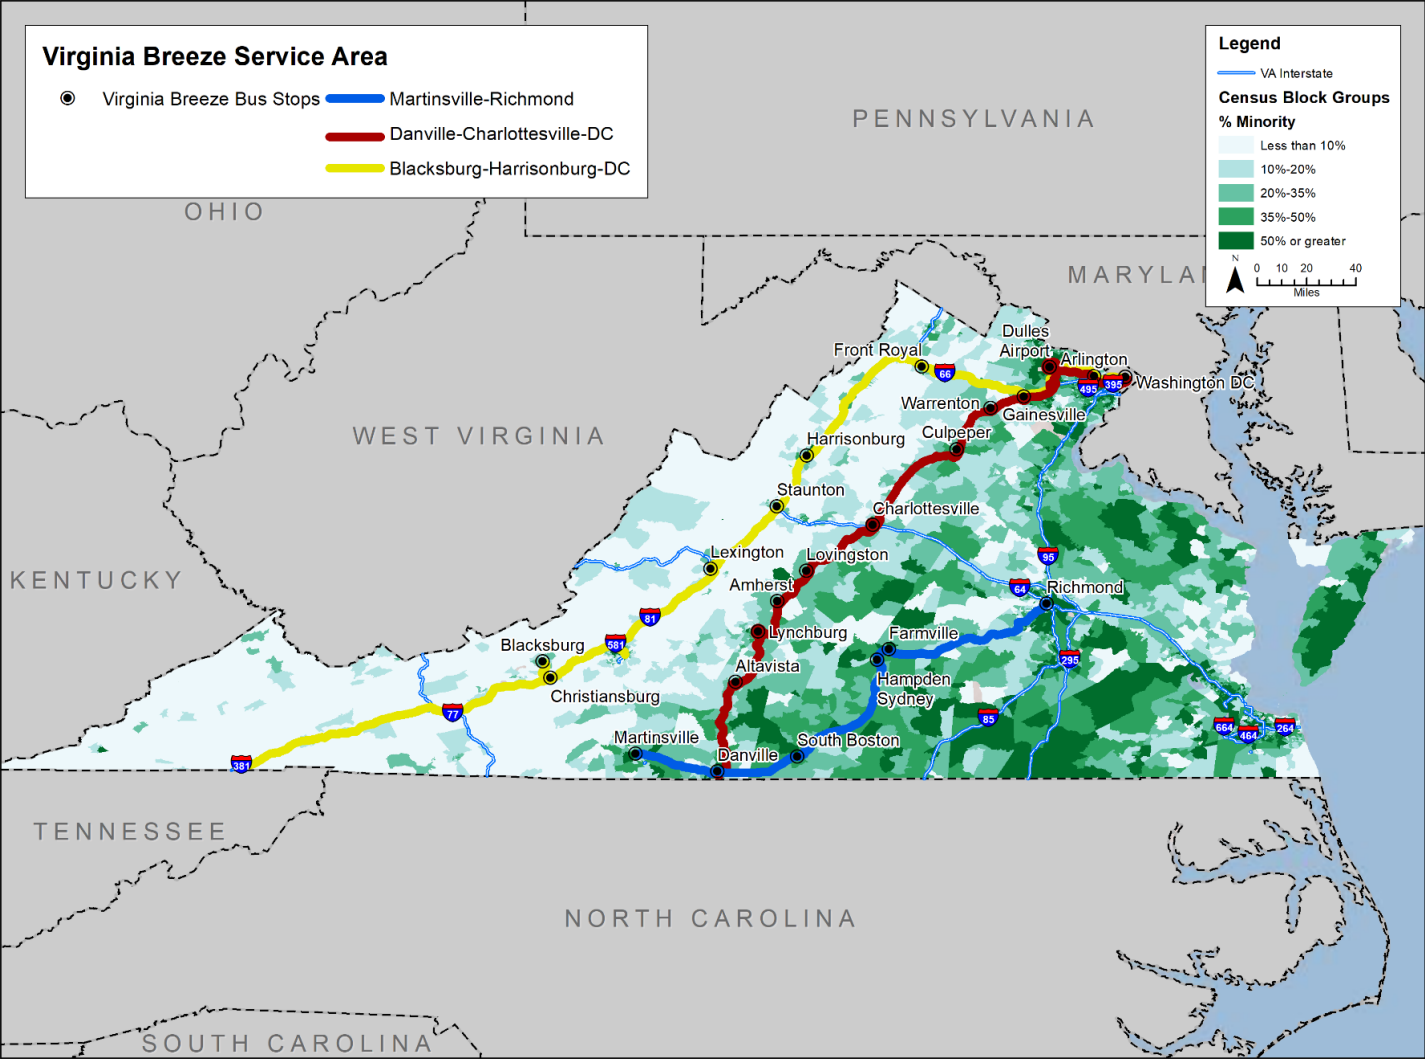 Virginia Breeze Service Area
Virginia Breeze Bus Stops
Martinsville-Richmond
Danville-Charlottesville-DC
Blacksburg-Harrisonburg-DC
Legend
VA Interstate
Census Block Groups
% Minority
Less than 10%
10%-20%
20%-35%
35%-50%
50% or greater
N
0 10 20 40
Miles
PENNSYLVANIA
OHIO
MARYLAN
WEST VIRGINIA
KENTUCKY
TENNESSEE
NORTH CAROLINA
SOUTH CAROLINA
Dulles
Airport
Arlington
Washington DC
Front Royal
66
495
395
Warrenton
Gainesville
Culpeper
Harrisonburg
Staunton
Charlottesville
Lexington
Lovingston
95
Amherst
64
Richmond
81
Lynchburg
Farmville
Blacksburg
581
295
Altavista
Hampden
Sydney
Christiansburg
77
85
664
464
264
Martinsville
South Boston
Danville
381